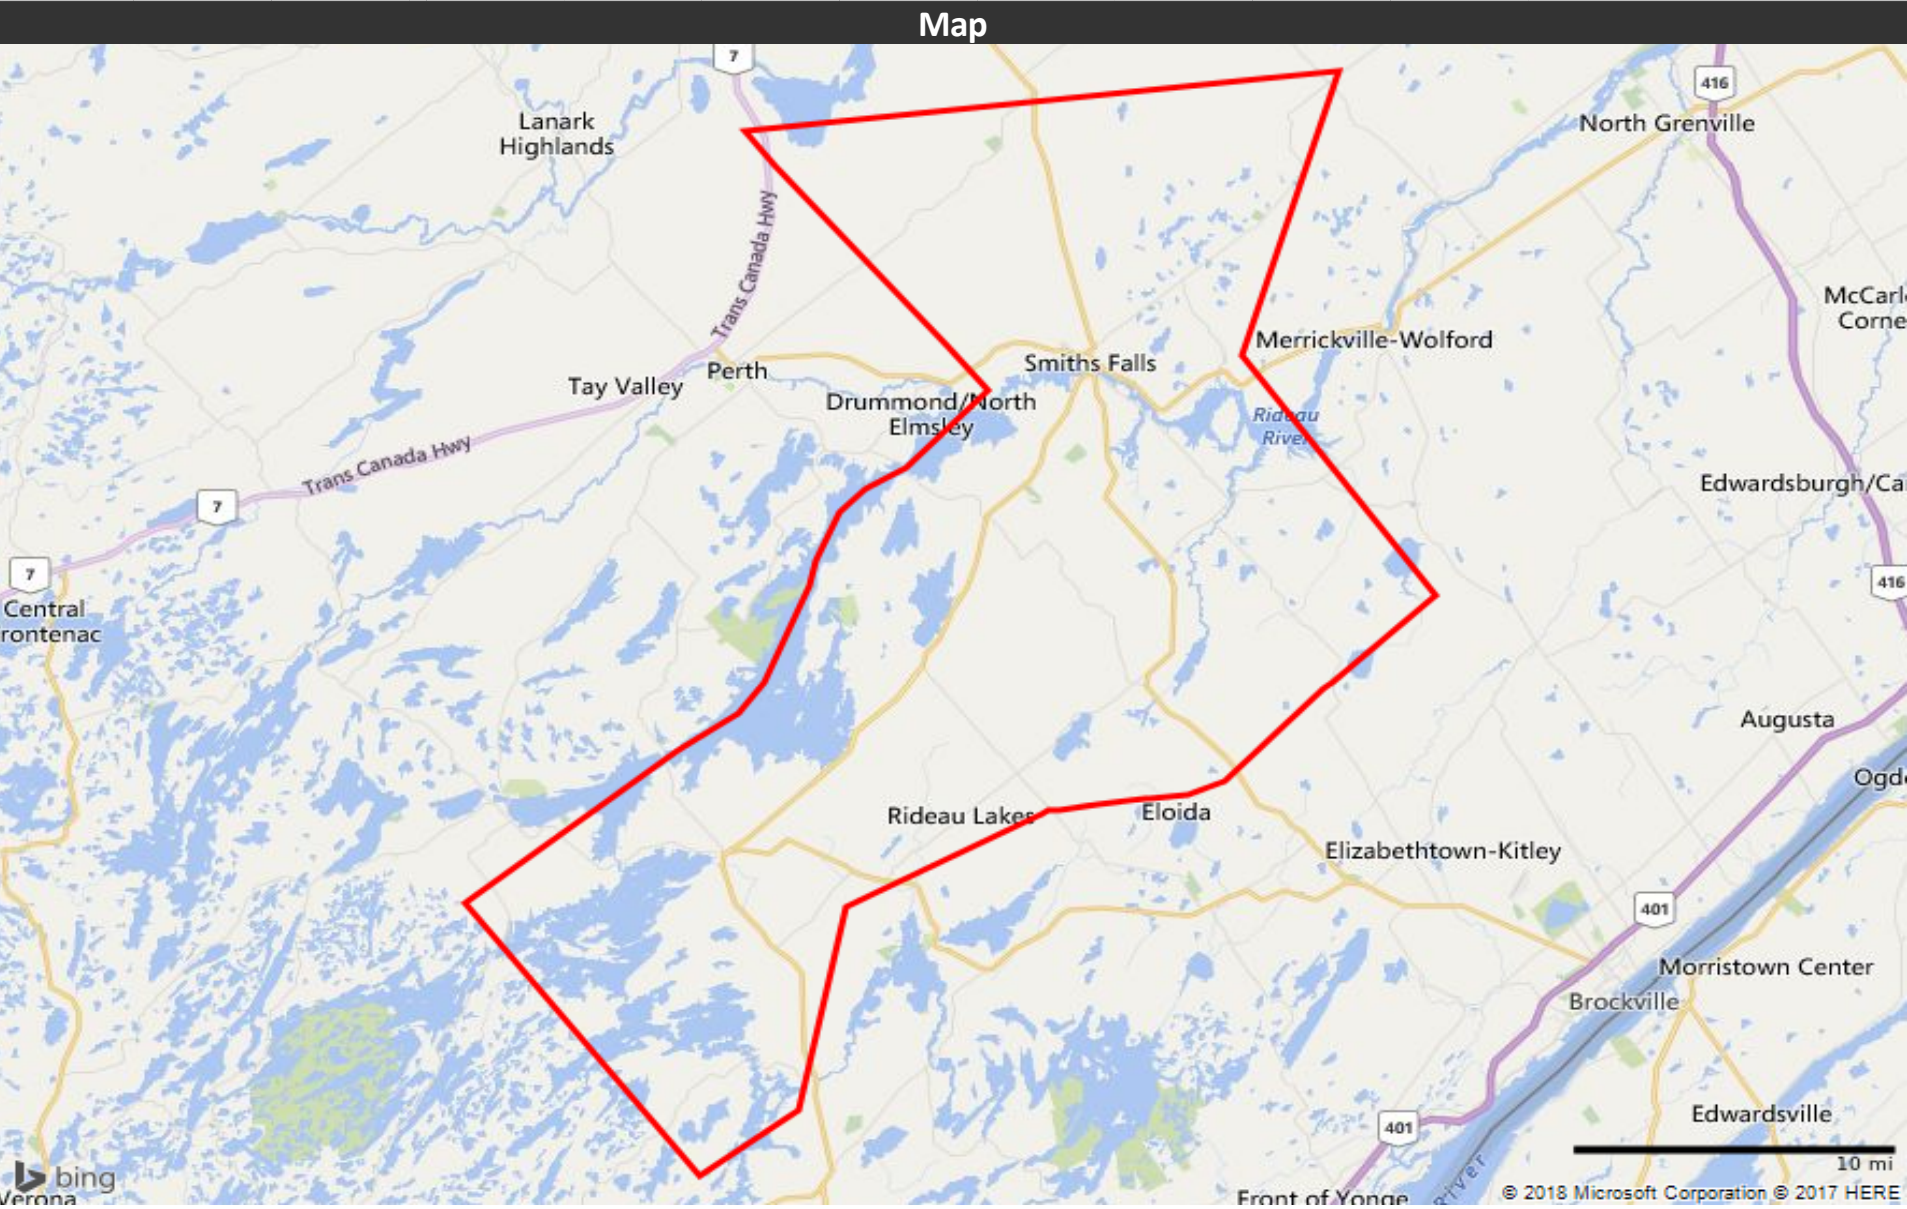 Map
7
416
Lanark
Highlands
North Grenville
Trans Canada Hwy
McCarl
Corne
Merrickville-Wolford
Smiths Falls
Perth
Tay Valley
Drummond/North
Elmsley
Rideau
River
Trans Canada Hwy
Edwardsburgh/Ca
7
7
416
Central
rontenac
Augusta
Ogd
Rideau Lakes
Eloida
Elizabethtown-Kitley
401
Morristown Center
Brockville
Edwardsville
401
10 mi
bing
Verona
Front of Yonge
River
© 2018 Microsoft Corporation © 2017 HERE